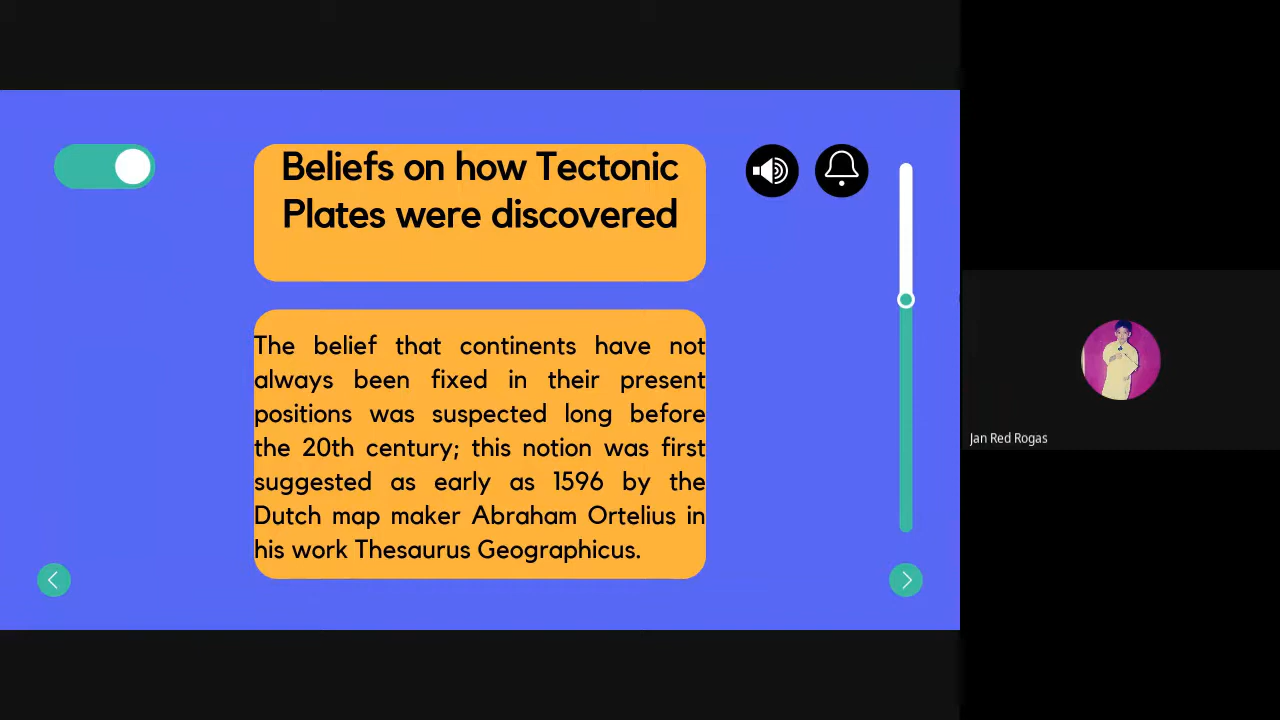 Beliefs on how Tectonic
Plates were discovered
The belief that continents have not
always been fixed in their present
positions was suspected long before
the 20th century; this notion was first
suggested as early as 1596 by the
Dutch map maker Abraham Ortelius in
his work Thesaurus Geographicus.
Jan Red Rogas